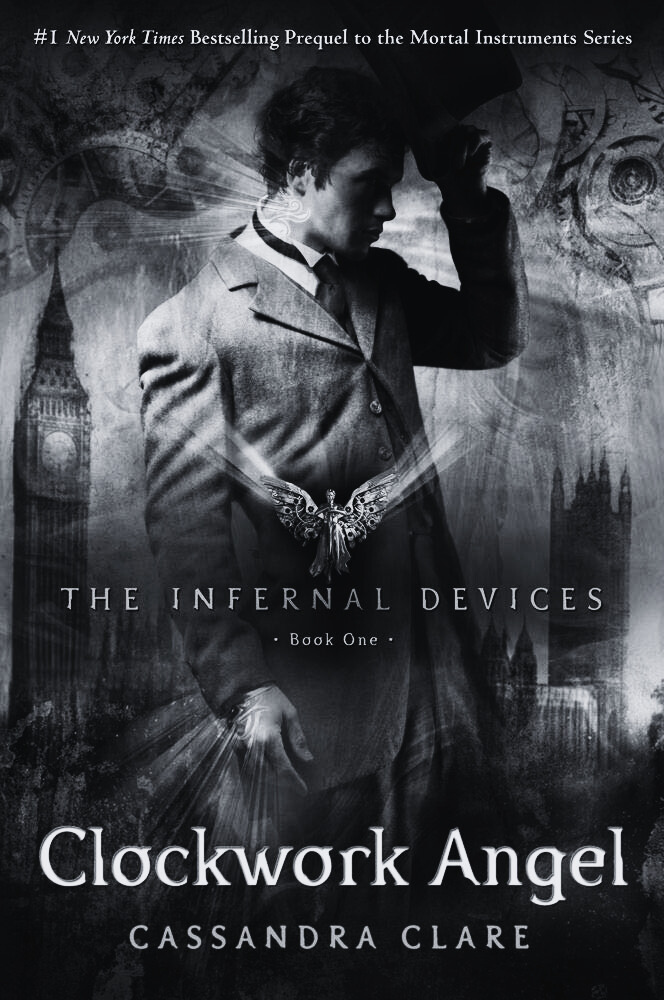 #1 New York Times Bestselling Prequel to the Mortal Instruments Series
THE INFERNAL DEVICES
· Book One ·
Clockwork Angel
CASSANDRA CLARE